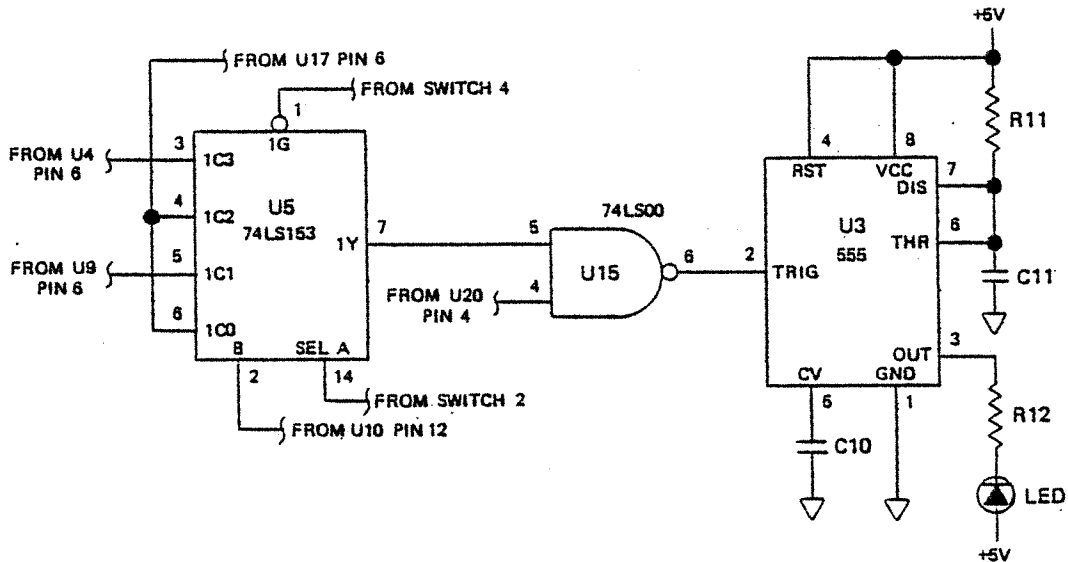 +5V
FROM U17 PIN 6
FROM SWITCH 4
1
1G
R11
FROM U4
PIN 6
3
1C3
4
8
RST
VCC
7
DIS
4
1C2
U5
74LS153
7
1Y
74LS00
5
U15
6
4
FROM U20
PIN 4
2
TRIG
U3
555
6
THR
C11
FROM U9
PIN 6
5
1C1
6
1C0
B
SEL A
2
14
FROM SWITCH 2
FROM U10 PIN 12
3
OUT
CV
GND
5
1
C10
R12
LED
+5V